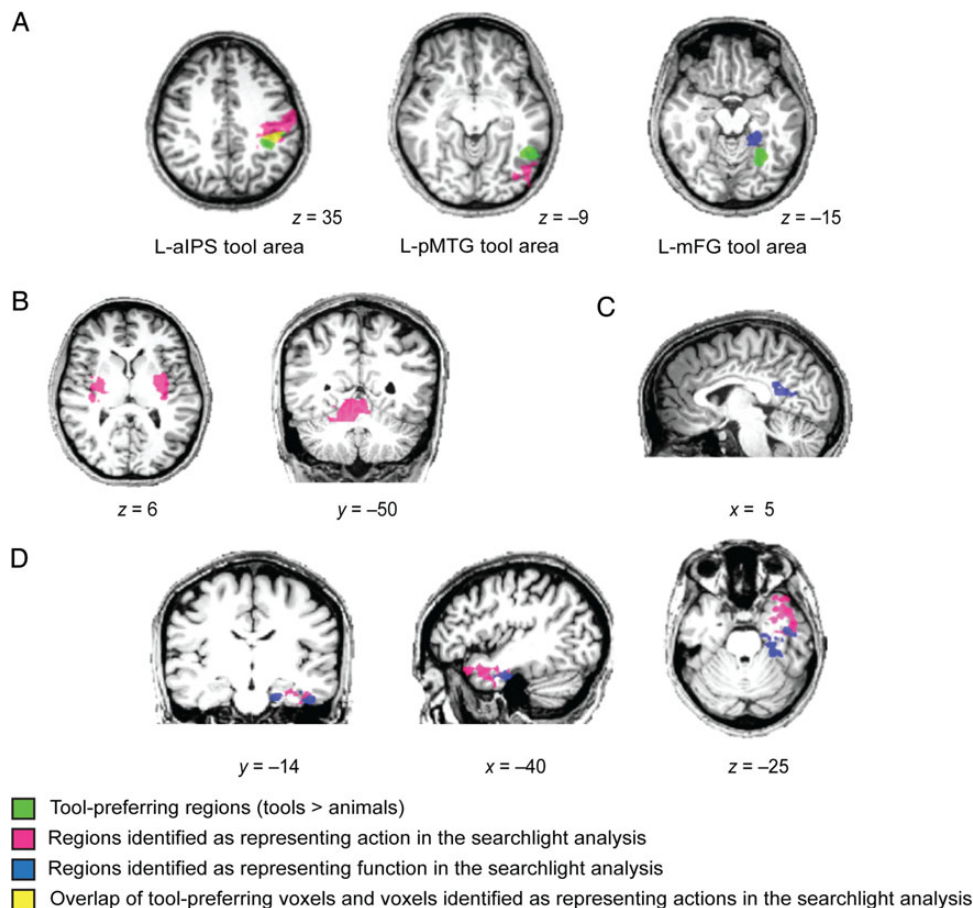 A
z = 35
z = –9
z = –15
L-aIPS tool area
L-pMTG tool area
L-mFG tool area
B
C
z = 6
y = –50
x = 5
D
y = –14
x = –40
z = –25
Tool-preferring regions (tools > animals)
Regions identified as representing action in the searchlight analysis
Regions identified as representing function in the searchlight analysis
Overlap of tool-preferring voxels and voxels identified as representing actions in the searchlight analysis